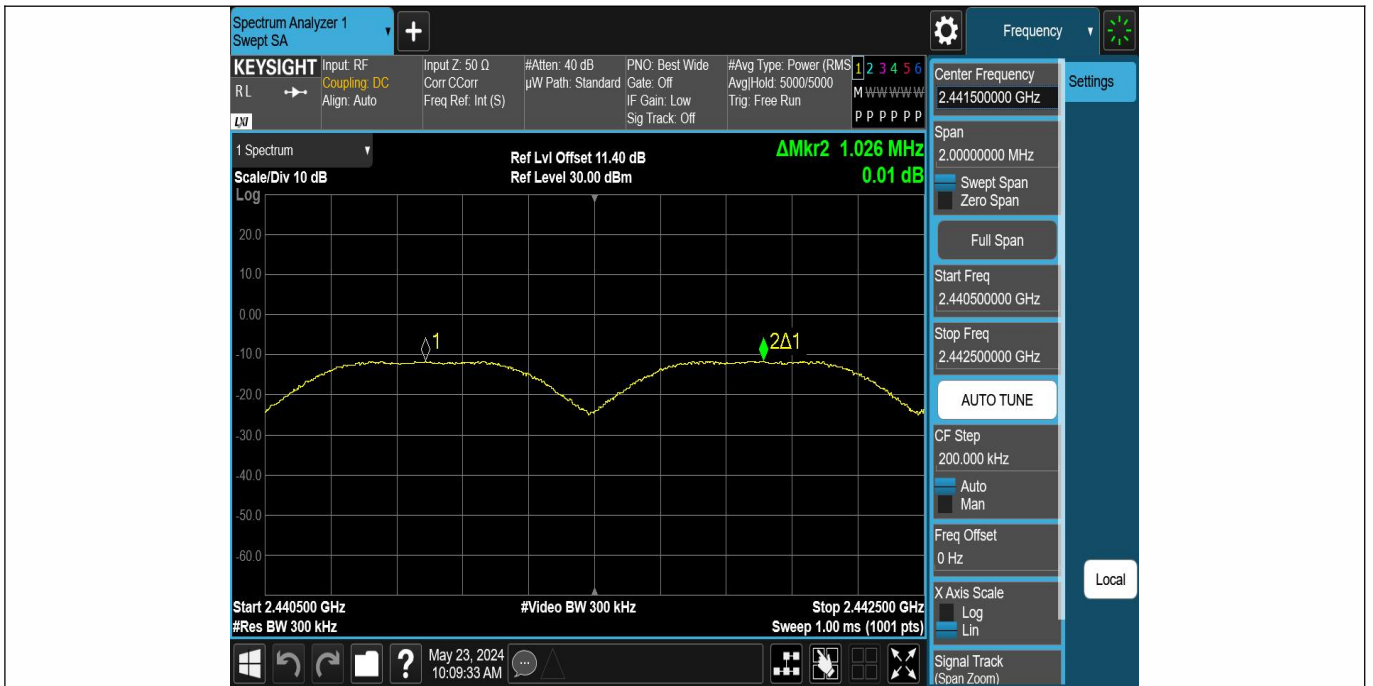 Spectrum Analyzer 1
Swept SA
+
Frequency
KEYSIGHT
RL
LXI
Input: RF
Coupling: DC
Align: Auto
Input Z: 50 Ω
Corr CCorr
Freq Ref: Int (S)
#Atten: 40 dB
µW Path: Standard
PNO: Best Wide
Gate: Off
IF Gain: Low
Sig Track: Off
#Avg Type: Power (RMS
Avg|Hold: 5000/5000
Trig: Free Run
1 2 3 4 5 6
M W W W W W
P P P P P P
Center Frequency
2.441500000 GHz
Settings
1 Spectrum
Scale/Div 10 dB
Log
Ref Lvl Offset 11.40 dB
Ref Level 30.00 dBm
ΔMkr2 1.026 MHz
0.01 dB
Span
2.00000000 MHz
Swept Span
Zero Span
Full Span
Start Freq
2.440500000 GHz
Stop Freq
2.442500000 GHz
AUTO TUNE
CF Step
200.000 kHz
Auto
Man
Freq Offset
0 Hz
X Axis Scale
Log
Lin
Signal Track
(Span Zoom)
Local
20.0
10.0
0.00
-10.0
-20.0
-30.0
-40.0
-50.0
-60.0
1
2Δ1
Start 2.440500 GHz
#Res BW 300 kHz
#Video BW 300 kHz
Stop 2.442500 GHz
Sweep 1.00 ms (1001 pts)
?
May 23, 2024
10:09:33 AM